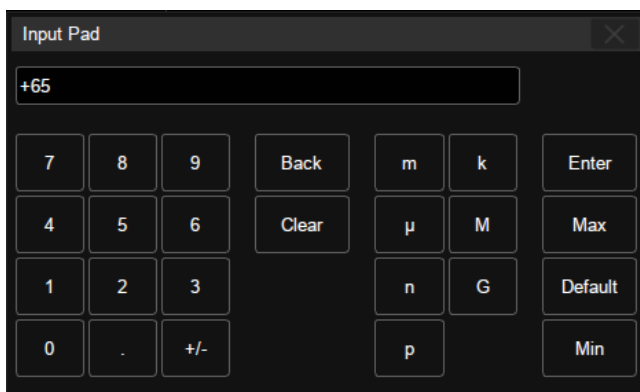 Input Pad
+65
7 8 9 Back m k Enter
4 5 6 Clear µ M Max
1 2 3 n G Default
0 . +/- p Min